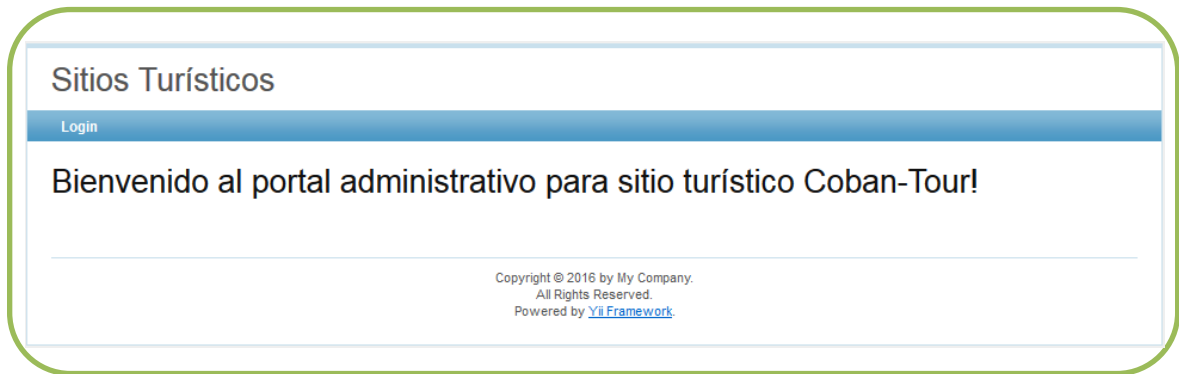 Sitios Turísticos
Login
Bienvenido al portal administrativo para sitio turístico Coban-Tour!
Copyright © 2016 by My Company.
All Rights Reserved.
Powered by Yii Framework.